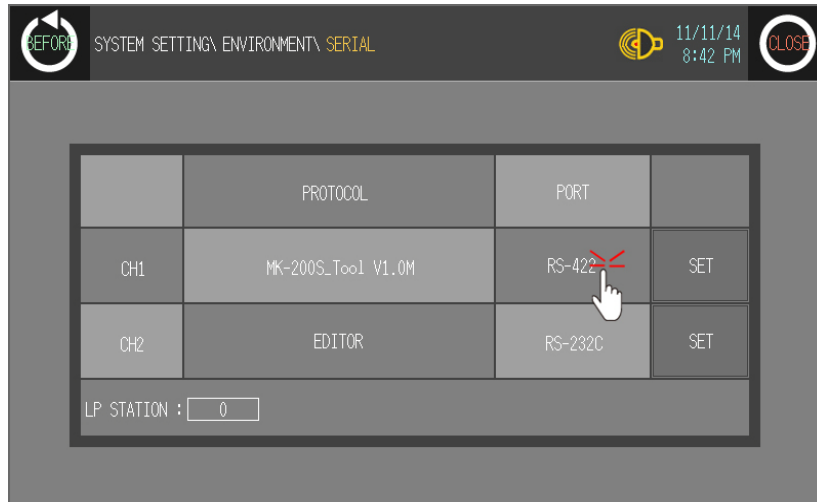 BEFORE
SYSTEM SETTING\ ENVIRONMENT\ SERIAL
11/11/14
8:42 PM
CLOSE
PROTOCOL PORT
CH1 MK-200S_Tool V1.0M RS-422 SET
CH2 EDITOR RS-232C SET
LP STATION : 0